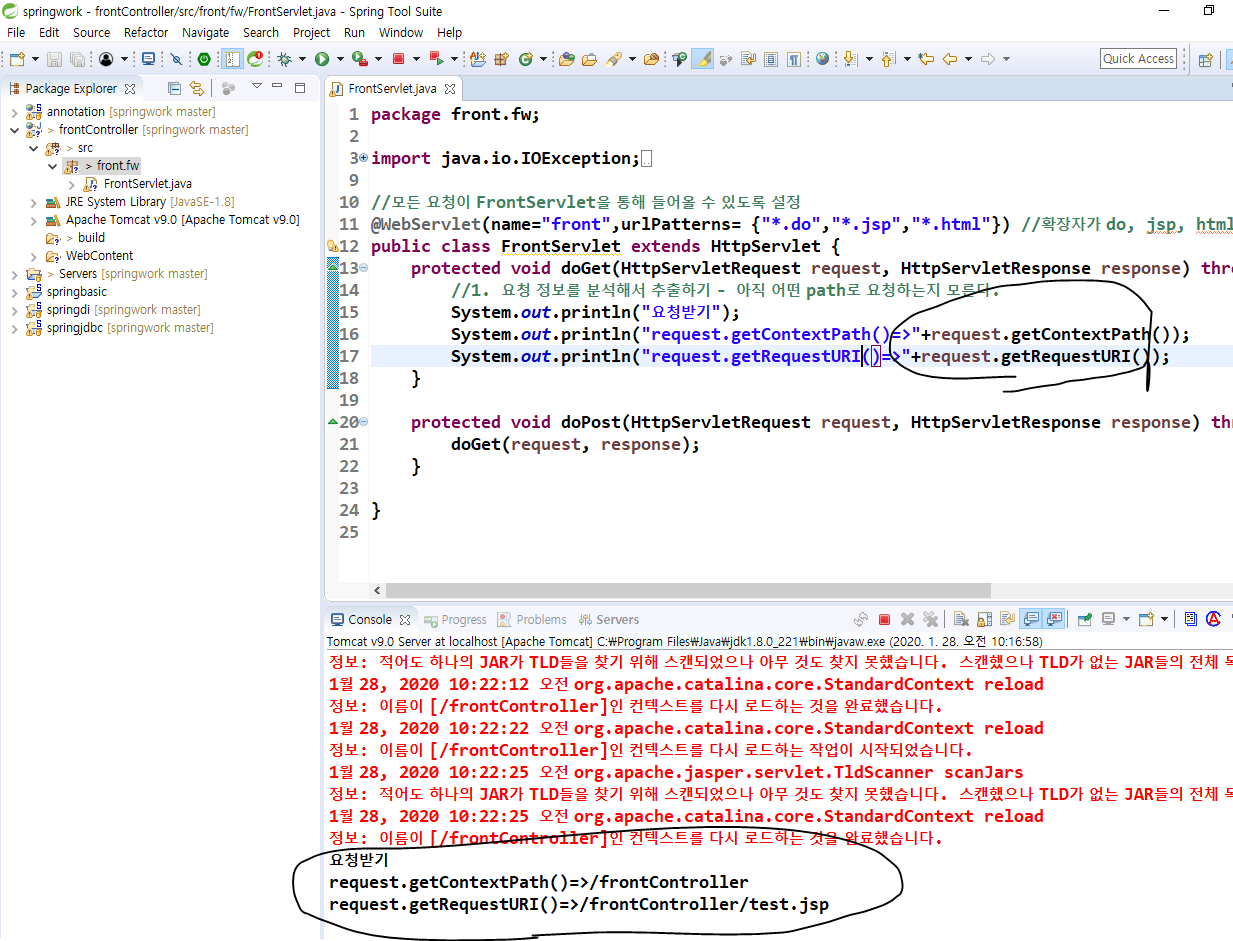 springwork - frontController/src/front/fw/FrontServlet.java - Spring Tool Suite
File Edit Source Refactor Navigate Search Project Run Window Help
Quick Access
Package Explorer
annotation [springwork master]
> frontController [springwork master]
> src
> front.fw
FrontServlet.java
JRE System Library [JavaSE-1.8]
Apache Tomcat v9.0 [Apache Tomcat v9.0]
> build
WebContent
> Servers [springwork master]
springbasic
springdi [springwork master]
springjdbc [springwork master]
FrontServlet.java
1 package front.fw;
2
3 import java.io.IOException;
9
10 //모든 요청이 FrontServlet을 통해 들어올 수 있도록 설정
11 @WebServlet(name="front",urlPatterns= {"*.do","*.jsp","*.html"}) //확장자가 do, jsp, html
12 public class FrontServlet extends HttpServlet {
13 protected void doGet(HttpServletRequest request, HttpServletResponse response) thr
14 //1. 요청 정보를 분석해서 추출하기 - 아직 어떤 path로 요청하는지 모른다.
15 System.out.println("요청받기");
16 System.out.println("request.getContextPath()=>"+request.getContextPath());
17 System.out.println("request.getRequestURI()=>"+request.getRequestURI());
18 }
19
20 protected void doPost(HttpServletRequest request, HttpServletResponse response) th
21 doGet(request, response);
22 }
23
24 }
25
Console Progress Problems Servers
Tomcat v9.0 Server at localhost [Apache Tomcat] C:₩Program Files₩Java₩jdk1.8.0_221₩bin₩javaw.exe (2020. 1. 28. 오전 10:16:58)
정보: 적어도 하나의 JAR가 TLD들을 찾기 위해 스캔되었으나 아무 것도 찾지 못했습니다. 스캔했으나 TLD가 없는 JAR들의 전체
1월 28, 2020 10:22:12 오전 org.apache.catalina.core.StandardContext reload
정보: 이름이 [/frontController]인 컨텍스트를 다시 로드하는 것을 완료했습니다.
1월 28, 2020 10:22:22 오전 org.apache.catalina.core.StandardContext reload
정보: 이름이 [/frontController]인 컨텍스트를 다시 로드하는 작업이 시작되었습니다.
1월 28, 2020 10:22:25 오전 org.apache.jasper.servlet.TldScanner scanJars
정보: 적어도 하나의 JAR가 TLD들을 찾기 위해 스캔되었으나 아무 것도 찾지 못했습니다. 스캔했으나 TLD가 없는 JAR들의 전체
1월 28, 2020 10:22:25 오전 org.apache.catalina.core.StandardContext reload
정보: 이름이 [/frontController]인 컨텍스트를 다시 로드하는 것을 완료했습니다.
요청받기
request.getContextPath()=>/frontController
request.getRequestURI()=>/frontController/test.jsp